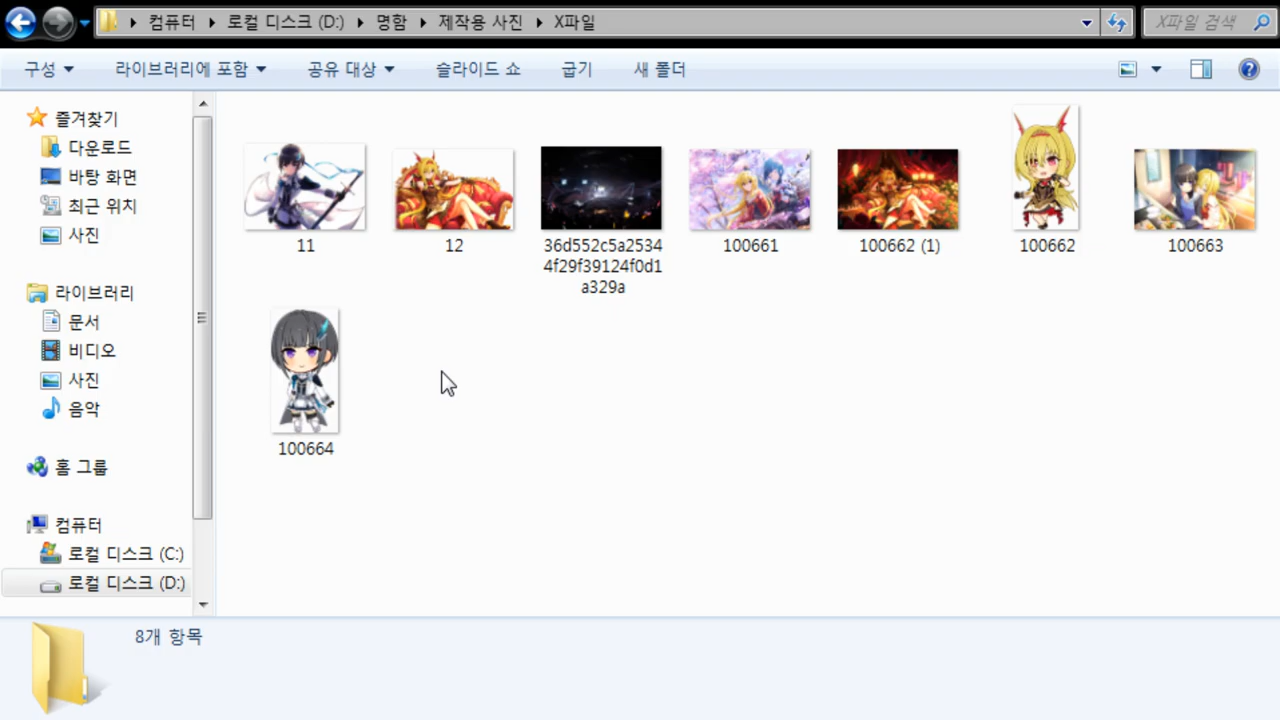 컴퓨터 로컬 디스크 (D:) 명함 제작용 사진 X파일
X파일 검색
구성 라이브러리에 포함 공유 대상 슬라이드 쇼 굽기 새 폴더
즐겨찾기
다운로드
바탕 화면
최근 위치
사진
라이브러리
문서
비디오
사진
음악
홈 그룹
컴퓨터
로컬 디스크 (C:)
로컬 디스크 (D:)
11
12
36d552c5a2534
4f29f39124f0d1
a329a
100661
100662 (1)
100662
100663
100664
8개 항목